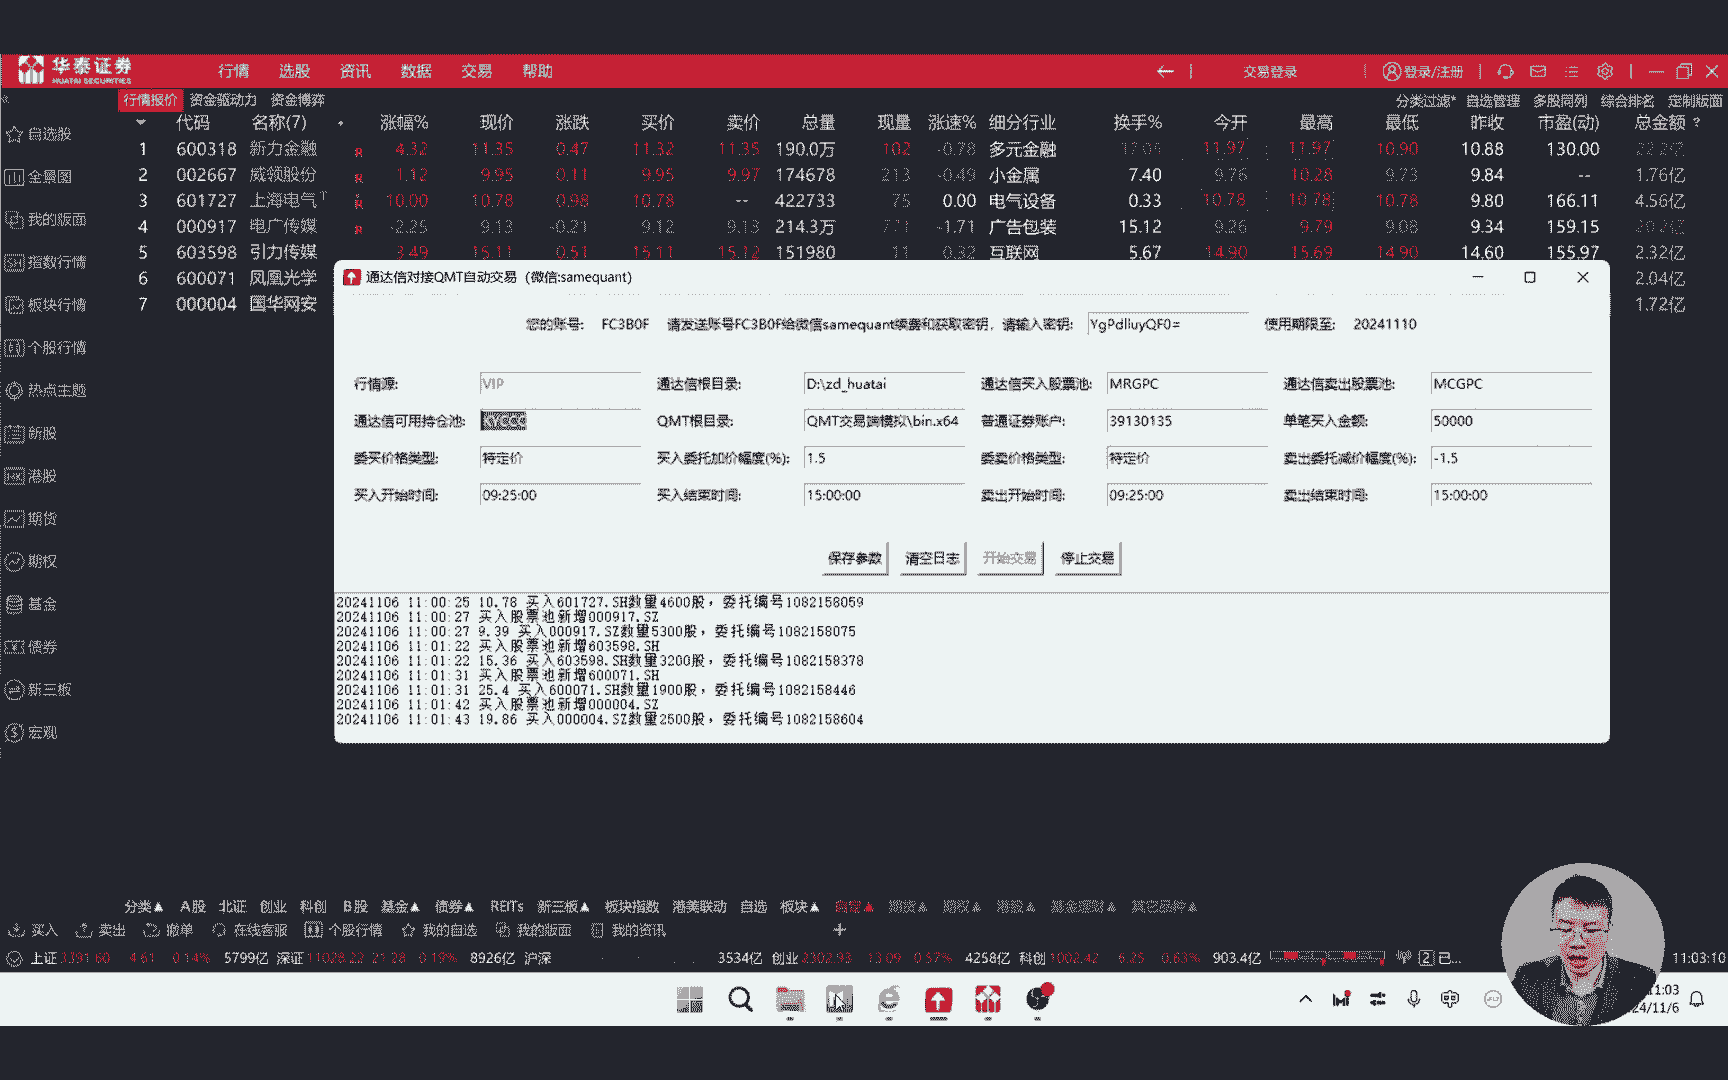 华泰证券 行情 选股 资讯 数据 交易 帮助 交易登录 登录/注册
HUATAI SECURITIES
行情报价 资金驱动力 资金博弈 分类过滤* 自选管理 多股同列 综合排名 定制版面
代码 名称(7) 涨幅% 现价 涨跌 买价 卖价 总量 现量 涨速% 细分行业 换手% 今开 最高 最低 昨收 市盈(动) 总金额 ?
1 600318 新力金融 R 4.32 11.35 0.47 11.32 11.35 190.0万 102 -0.78 多元金融 11.97 11.97 10.90 10.88 130.00
2 002667 威领股份 R 1.12 9.95 0.11 9.95 9.97 174678 213 -0.49 小金属 7.40 9.76 10.28 9.73 9.84 -- 1.76亿
3 601727 上海电气 R 10.00 10.78 0.98 10.78 -- 422733 75 0.00 电气设备 0.33 10.78 10.78 10.78 9.80 166.11 4.56亿
4 000917 电广传媒 R -2.25 9.13 -0.21 9.12 9.13 214.3万 -1.71 广告包装 15.12 9.26 9.79 9.08 9.34 159.15
5 603598 引力传媒 3.49 15.11 0.51 15.11 15.12 151980 11 0.32 互联网 5.67 14.90 15.69 14.90 14.60 155.97 2.32亿
6 600071 凤凰光学 2.04亿
7 000004 国华网安 1.72亿
自选股
全景图
我的版面
指数行情
板块行情
个股行情
热点主题
新股
港股
期货
期权
基金
债券
新三板
宏观
通达信对接QMT自动交易（微信:samequant）
您的账号: FC3B0F 请发送账号FC3B0F给微信samequant续费和获取密钥，请输入密钥: YgPdlluyQF0= 使用期限至: 20241110
行情源: VIP 通达信根目录: D:\zd_huatai 通达信买入股票池: MRGPC 通达信卖出股票池: MCGPC
通达信可用持仓池: KYCCC QMT根目录: QMT交易端模拟\bin.x64 普通证券账户: 39130135 单笔买入金额: 50000
委买价格类型: 特定价 买入委托加价幅度(%): 1.5 委卖价格类型: 特定价 卖出委托减价幅度(%): -1.5
买入开始时间: 09:25:00 买入结束时间: 15:00:00 卖出开始时间: 09:25:00 卖出结束时间: 15:00:00
保存参数 清空日志 开始交易 停止交易
20241106 11:00:25 10.78 买入601727.SH数量4600股，委托编号1082158059
20241106 11:00:27 买入股票池新增000917.SZ
20241106 11:00:27 9.39 买入000917.SZ数量5300股，委托编号1082158075
20241106 11:01:22 买入股票池新增603598.SH
20241106 11:01:22 15.36 买入603598.SH数量3200股，委托编号1082158378
20241106 11:01:31 买入股票池新增600071.SH
20241106 11:01:31 25.4 买入600071.SH数量1900股，委托编号1082158446
20241106 11:01:42 买入股票池新增000004.SZ
20241106 11:01:43 19.86 买入000004.SZ数量2500股，委托编号1082158604
分类▲ A股 北证 创业 科创 B股 基金▲ 债券▲ REITs 新三板▲ 板块指数 港美联动 自选 板块▲ 自定▲ 期货▲ 期权▲ 港股▲ 基金理财▲ 其它品种▲
买入 卖出 撤单 在线客服 个股行情 我的自选 我的版面 我的资讯 +
上证3391.60 4.61 0.14% 5799亿 深证11028.22 21.28 0.19% 8926亿 沪深 3534亿 创业2302.93 13.09 0.57% 4258亿 科创1002.42 6.25 0.63% 903.4亿 2 已... 11:03:10